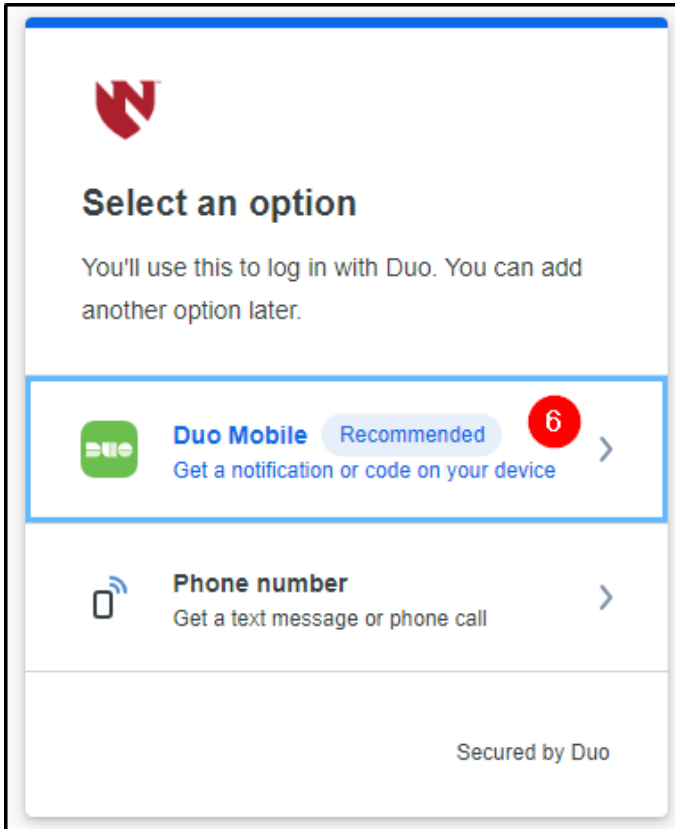 N
Select an option
You'll use this to log in with Duo. You can add
another option later.
Duo Mobile Recommended 6
DUO Get a notification or code on your device
Phone number
Get a text message or phone call
Secured by Duo